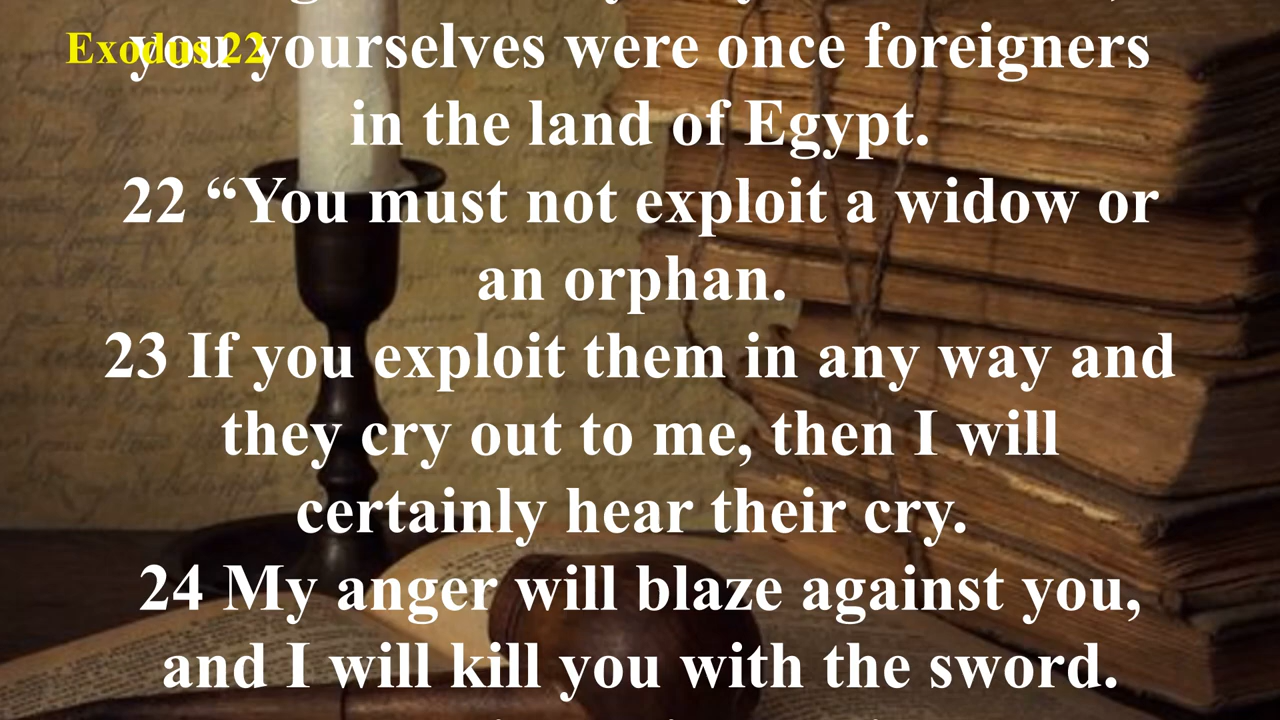 Exodus 22
you yourselves were once foreigners
in the land of Egypt.
22 “You must not exploit a widow or
an orphan.
23 If you exploit them in any way and
they cry out to me, then I will
certainly hear their cry.
24 My anger will blaze against you,
and I will kill you with the sword.